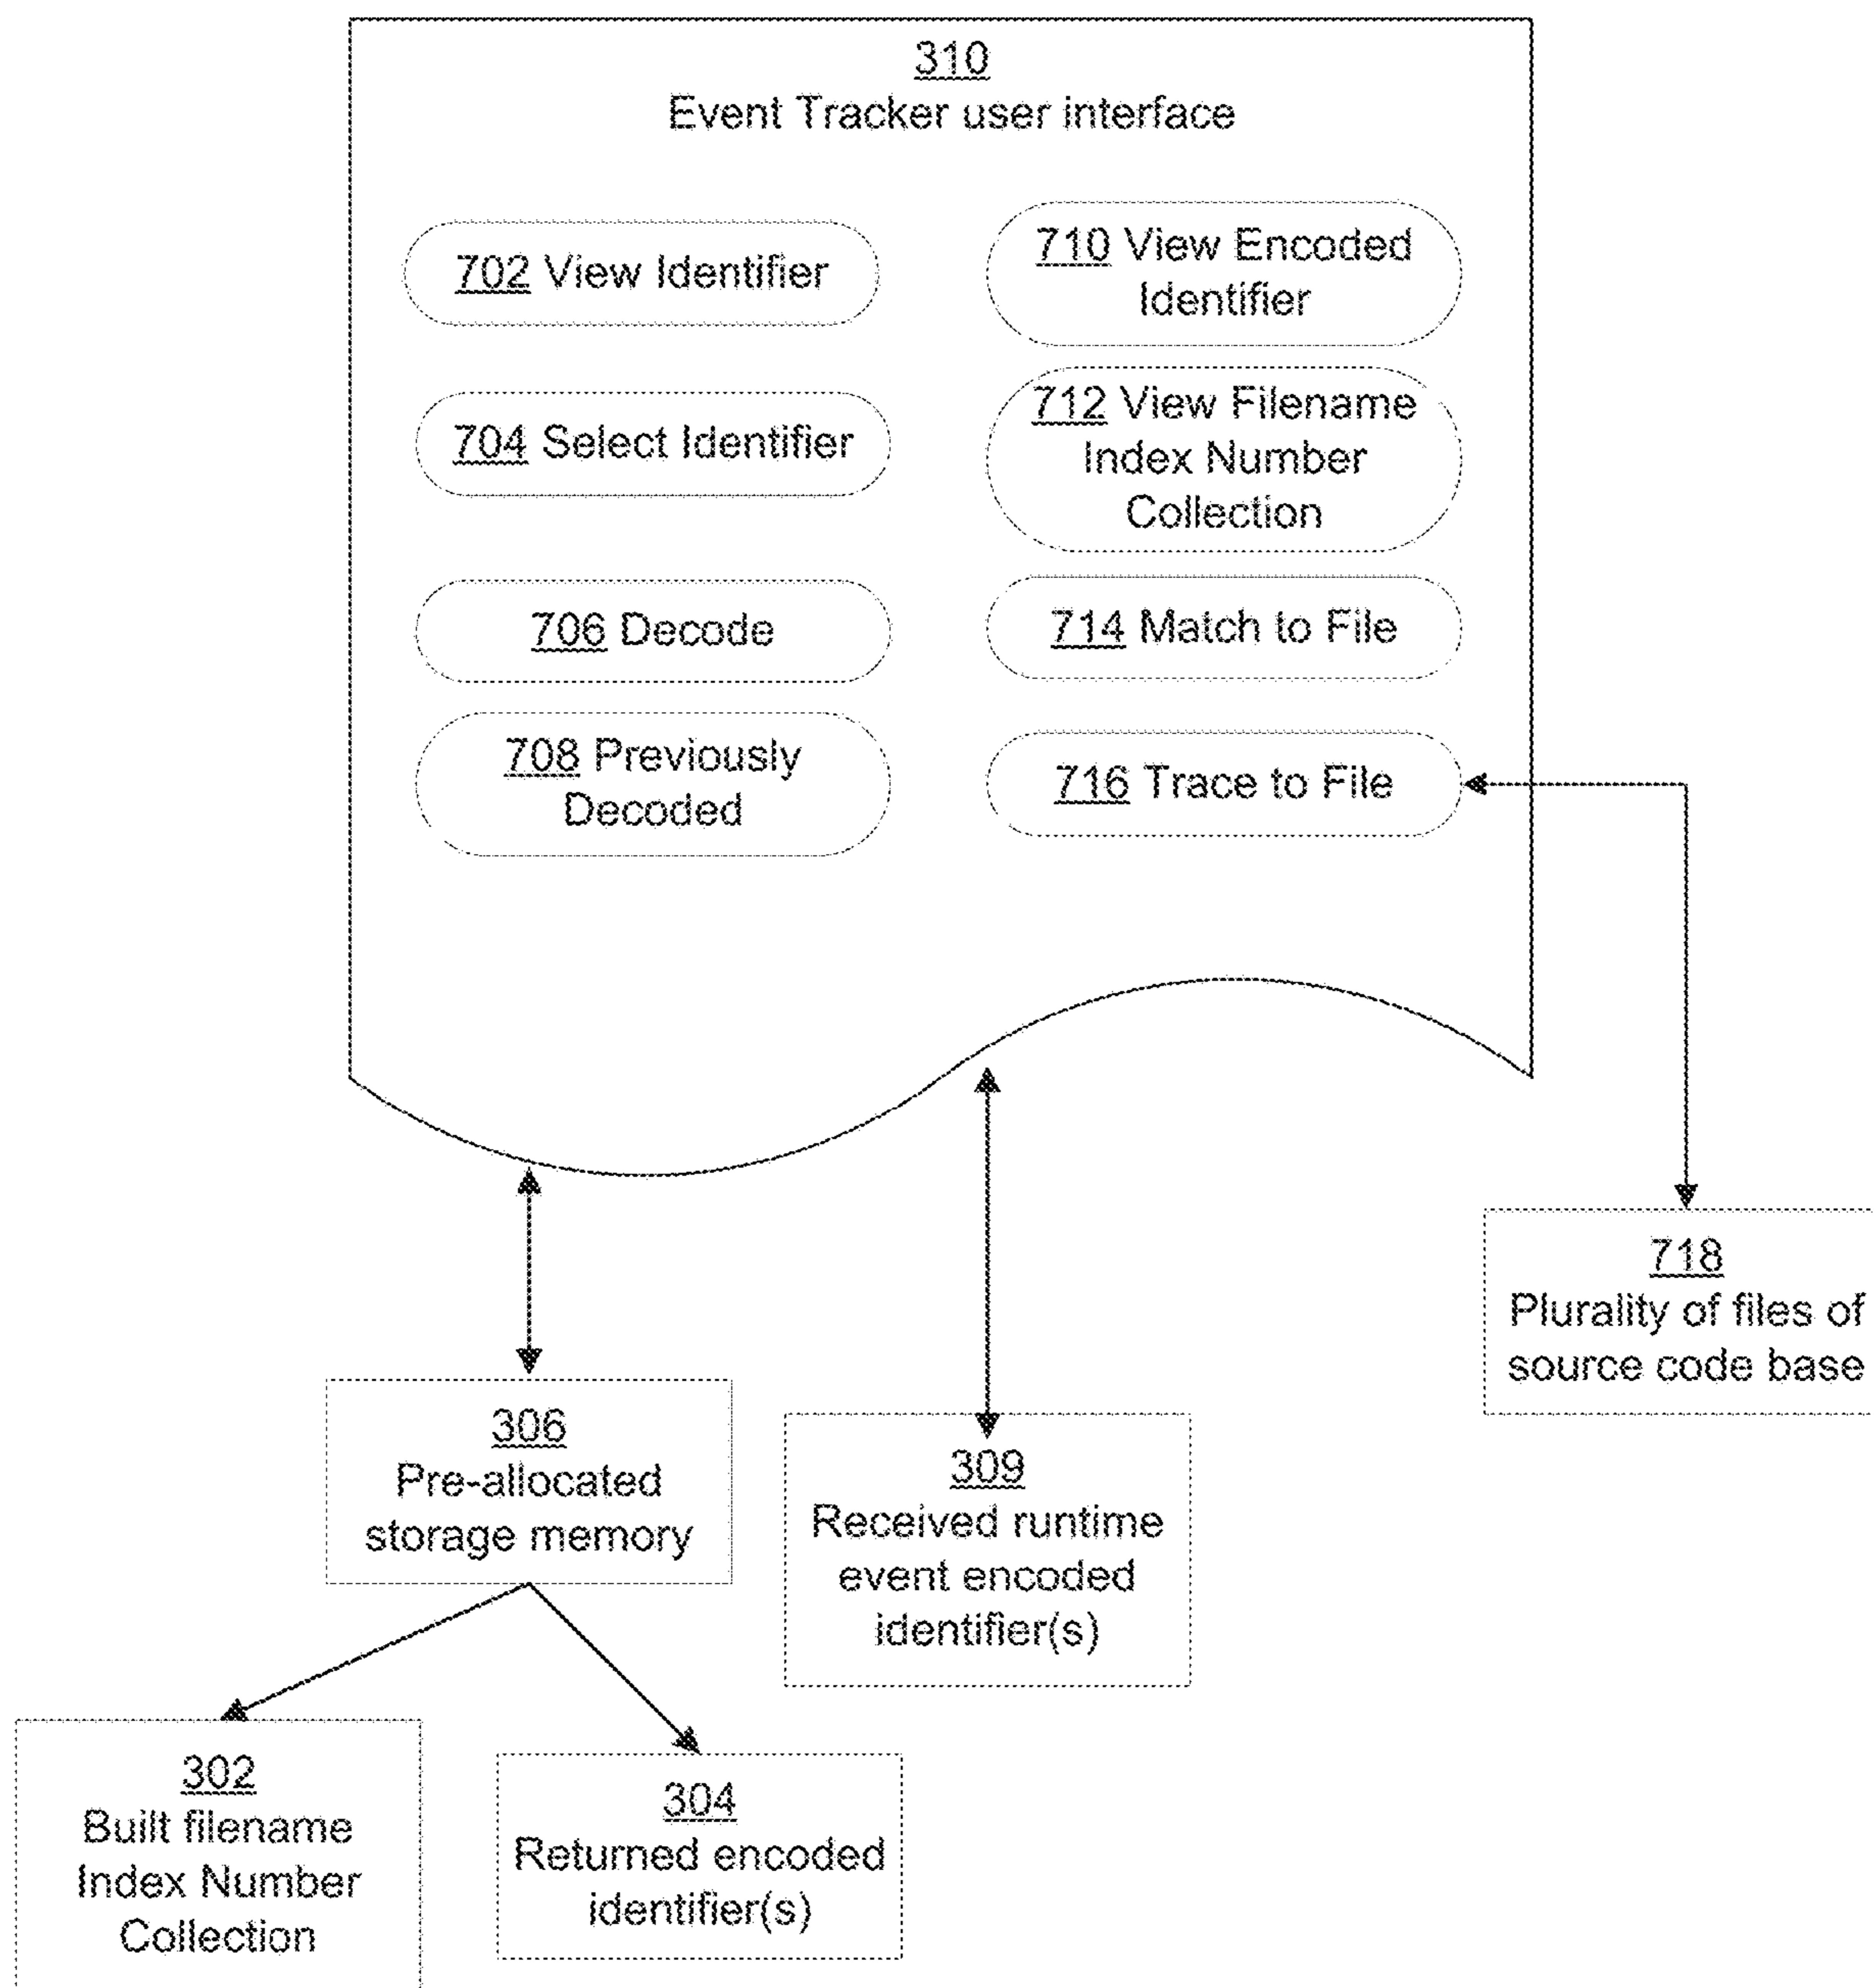 310
Event Tracker user interface
702 View Identifier
704 Select Identifier
706 Decode
708 Previously
Decoded
710 View Encoded
Identifier
712 View Filename
Index Number
Collection
714 Match to File
716 Trace to File
718
Plurality of files of
source code base
306
Pre-allocated
storage memory
309
Received runtime
event encoded
identifier(s)
302
Built filename
Index Number
Collection
304
Returned encoded
identifier(s)